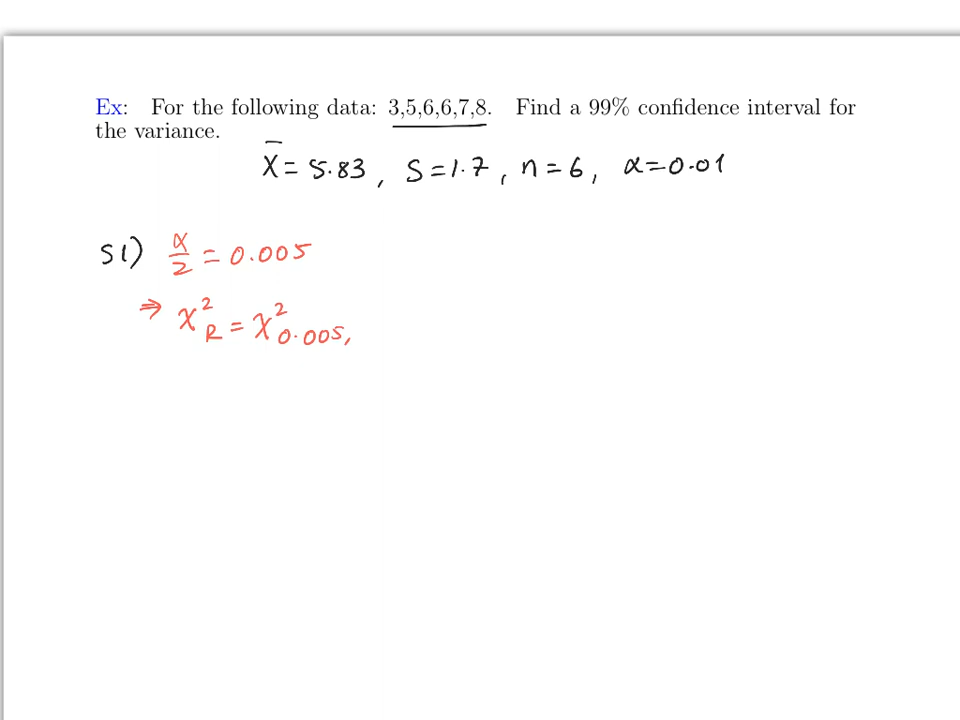 Ex: For the following data: 3,5,6,6,7,8. Find a 99% confidence interval for
the variance.
X̄ = 5.83, S = 1.7, n = 6, α = 0.01
S1) α/2 = 0.005
⇒ χ²_R = χ²_0.005,